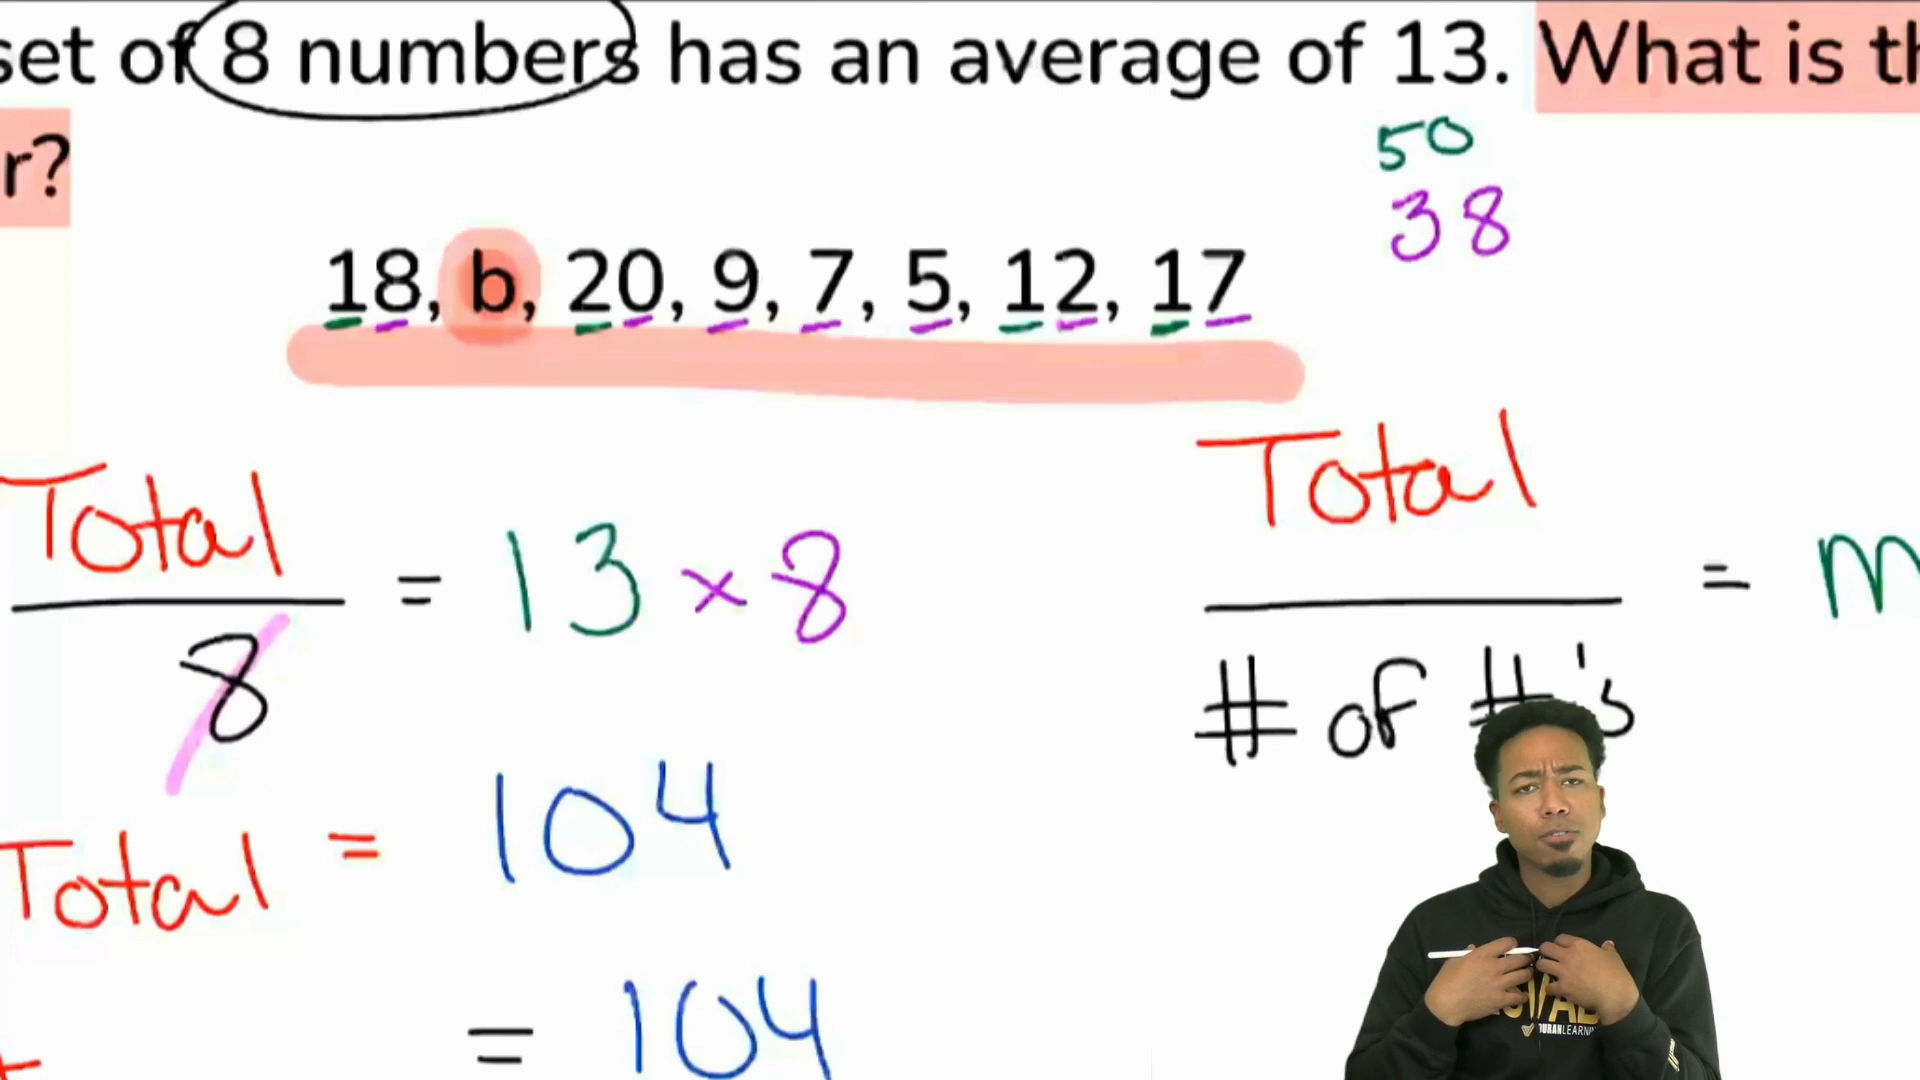 set of 8 numbers has an average of 13. What is th
r?
50
38
18, b, 20, 9, 7, 5, 12, 17
Total
8
= 13 × 8
Total
# of #'s
= m
Total = 104
= 104
URANLEARNIN